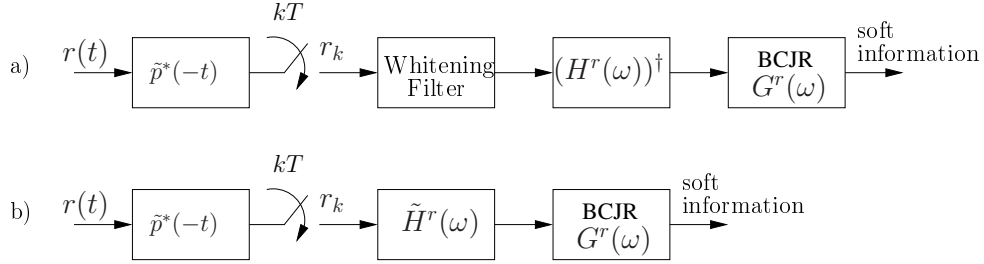 a) r(t) p̃*(−t) kT r_k Whitening Filter (H^r(ω))^† BCJR G^r(ω) soft information
b) r(t) p̃*(−t) kT r_k H̃^r(ω) BCJR G^r(ω) soft information